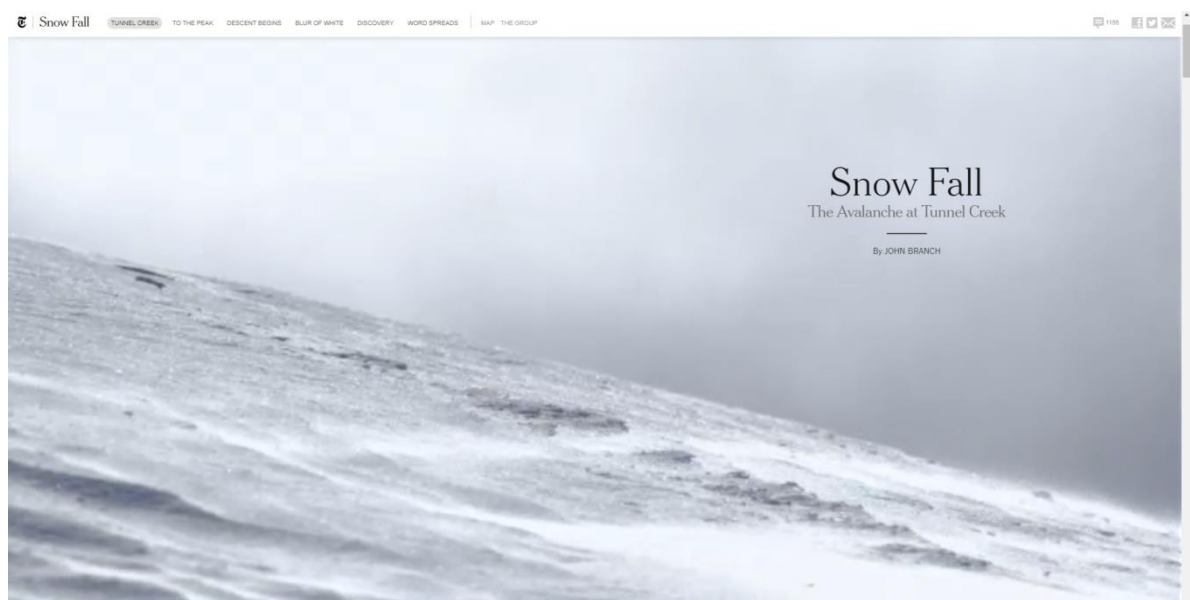 T Snow Fall TUNNEL CREEK TO THE PEAK DESCENT BEGINS BLUR OF WHITE DISCOVERY WORD SPREADS MAP THE GROUP 1155
Snow Fall
The Avalanche at Tunnel Creek
By JOHN BRANCH